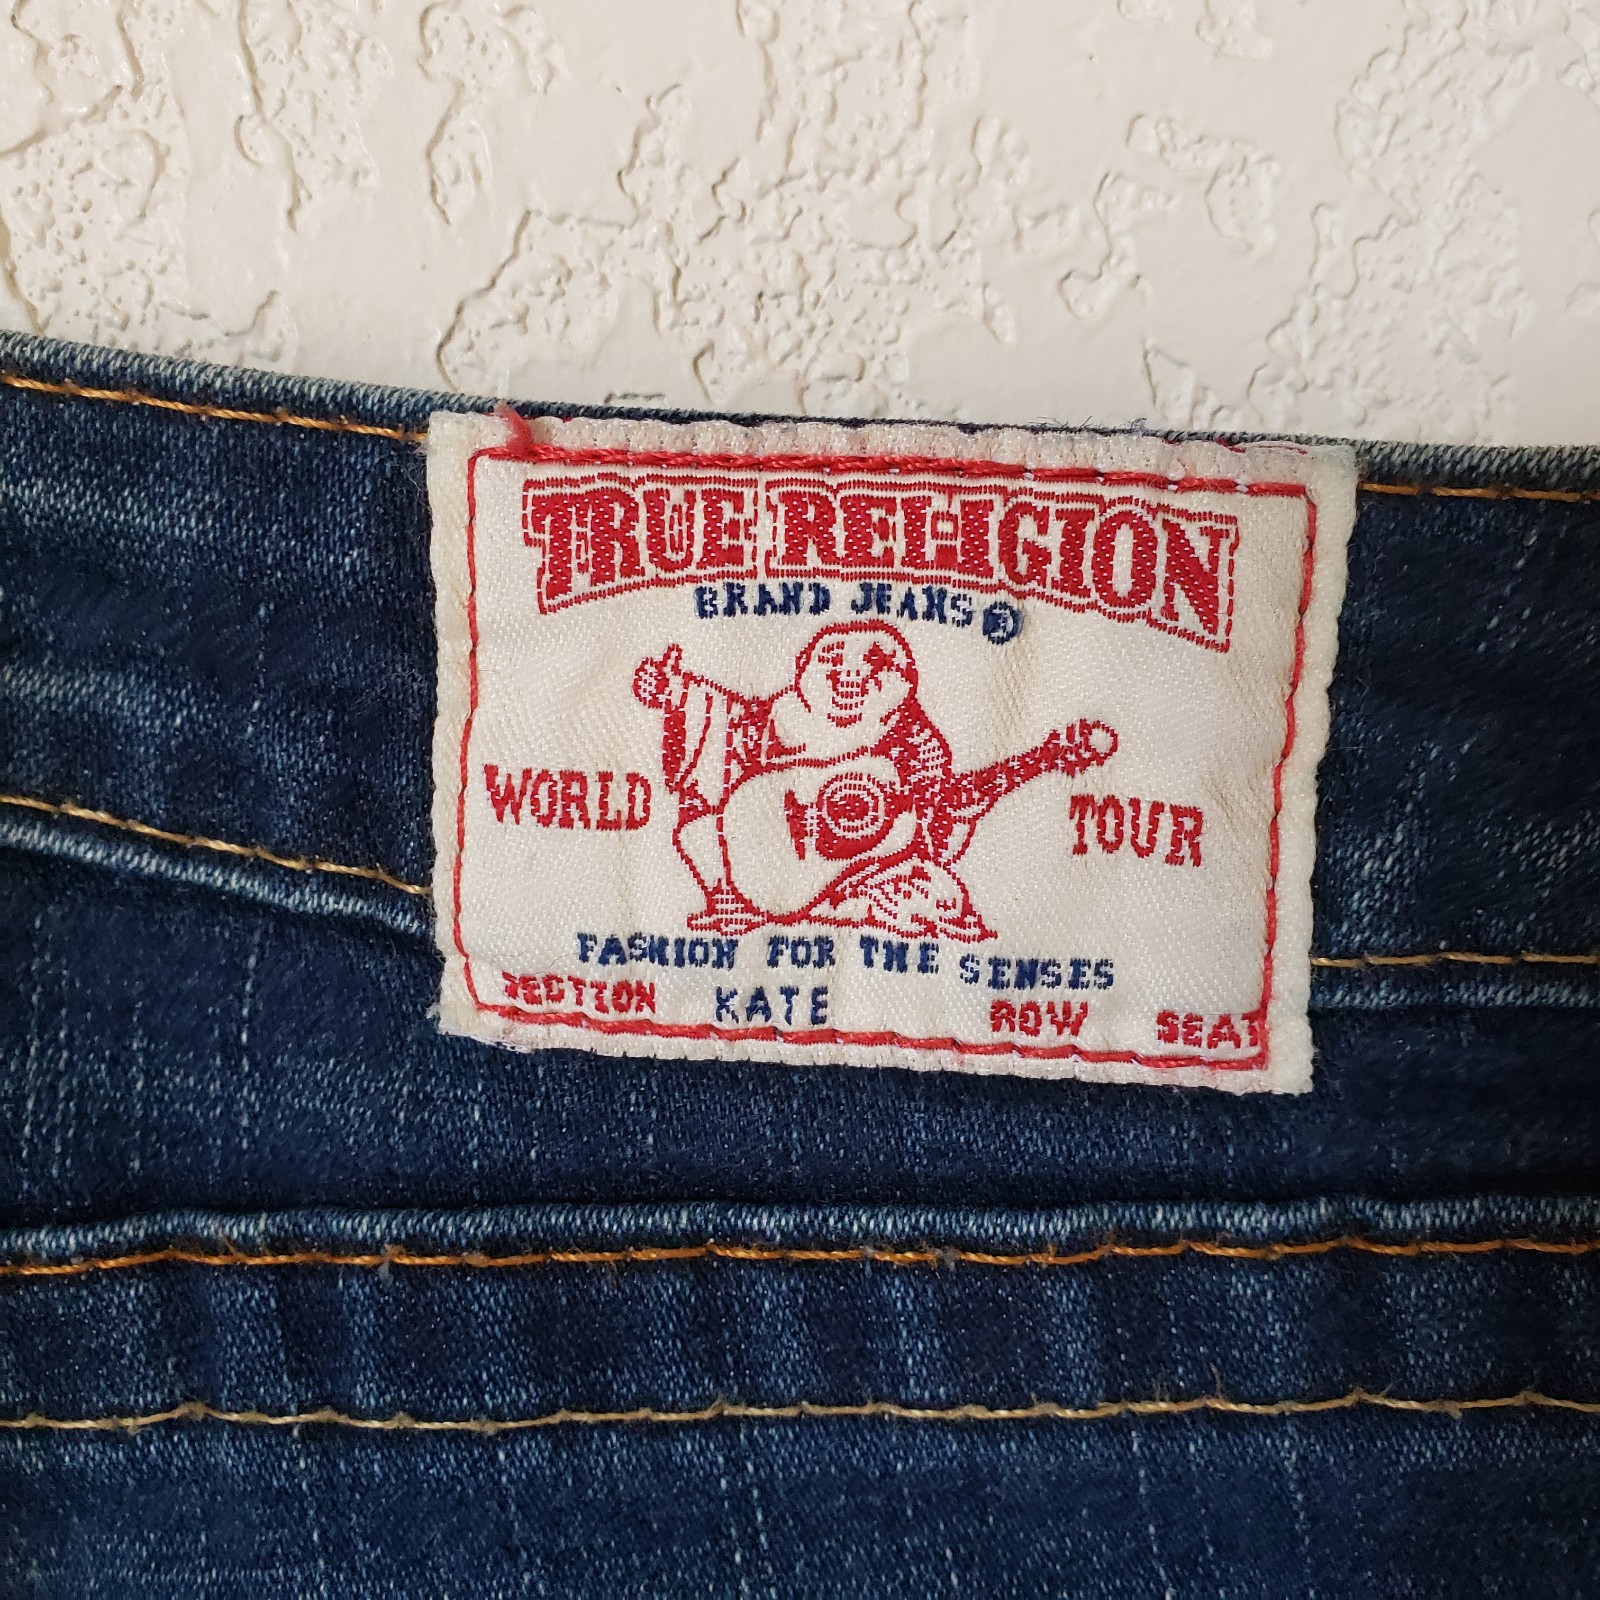 TRUE RELIGION
BRAND JEANS®
WORLD TOUR
FASHION FOR THE SENSES
SECTION KATE ROW SEAT